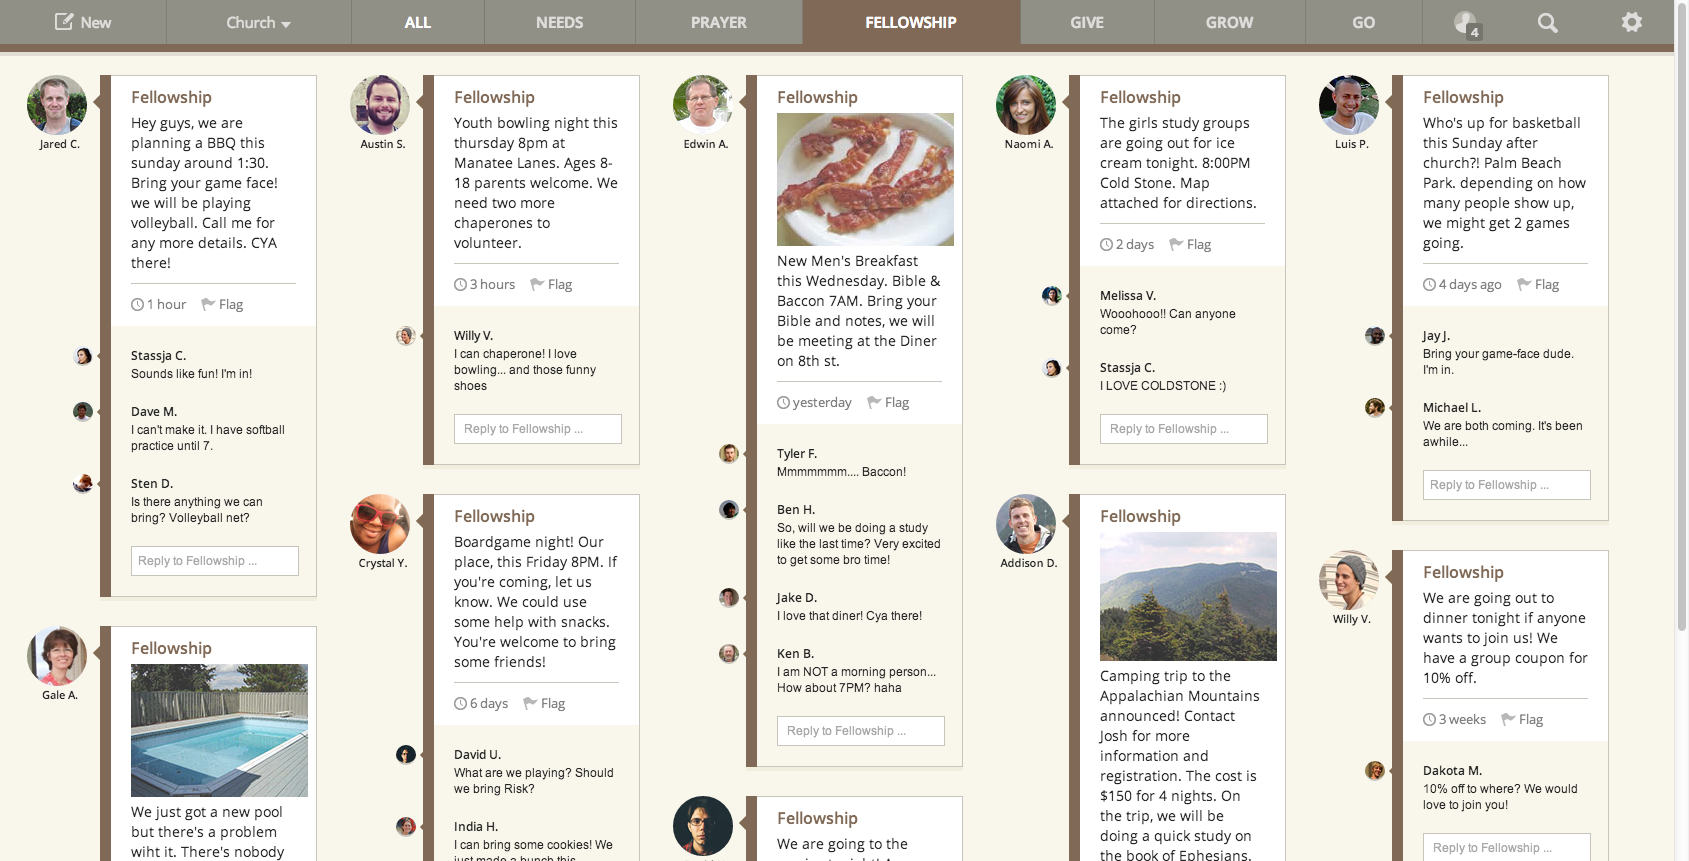 New
Church
ALL
NEEDS
PRAYER
FELLOWSHIP
GIVE
GROW
GO
4
Jared C.
Fellowship
Hey guys, we are
planning a BBQ this
sunday around 1:30.
Bring your game face!
we will be playing
volleyball. Call me for
any more details. CYA
there!
1 hour
Flag
Stassja C.
Sounds like fun! I'm in!
Dave M.
I can't make it. I have softball
practice until 7.
Sten D.
Is there anything we can
bring? Volleyball net?
Reply to Fellowship ...
Gale A.
Fellowship
We just got a new pool
but there's a problem
wiht it. There's nobody
Austin S.
Fellowship
Youth bowling night this
thursday 8pm at
Manatee Lanes. Ages 8-
18 parents welcome. We
need two more
chaperones to
volunteer.
3 hours
Flag
Willy V.
I can chaperone! I love
bowling... and those funny
shoes
Reply to Fellowship ...
Crystal Y.
Fellowship
Boardgame night! Our
place, this Friday 8PM. If
you're coming, let us
know. We could use
some help with snacks.
You're welcome to bring
some friends!
6 days
Flag
David U.
What are we playing? Should
we bring Risk?
India H.
I can bring some cookies! We
just made a bunch this
Edwin A.
Fellowship
New Men's Breakfast
this Wednesday. Bible &
Baccon 7AM. Bring your
Bible and notes, we will
be meeting at the Diner
on 8th st.
yesterday
Flag
Tyler F.
Mmmmmmm.... Baccon!
Ben H.
So, will we be doing a study
like the last time? Very excited
to get some bro time!
Jake D.
I love that diner! Cya there!
Ken B.
I am NOT a morning person...
How about 7PM? haha
Reply to Fellowship ...
Fellowship
We are going to the
Naomi A.
Fellowship
The girls study groups
are going out for ice
cream tonight. 8:00PM
Cold Stone. Map
attached for directions.
2 days
Flag
Melissa V.
Wooohooo!! Can anyone
come?
Stassja C.
I LOVE COLDSTONE :)
Reply to Fellowship ...
Addison D.
Fellowship
Camping trip to the
Appalachian Mountains
announced! Contact
Josh for more
information and
registration. The cost is
$150 for 4 nights. On
the trip, we will be
doing a quick study on
the book of Ephesians.
Luis P.
Fellowship
Who's up for basketball
this Sunday after
church?! Palm Beach
Park. depending on how
many people show up,
we might get 2 games
going.
4 days ago
Flag
Jay J.
Bring your game-face dude.
I'm in.
Michael L.
We are both coming. It's been
awhile...
Reply to Fellowship ...
Willy V.
Fellowship
We are going out to
dinner tonight if anyone
wants to join us! We
have a group coupon for
10% off.
3 weeks
Flag
Dakota M.
10% off to where? We would
love to join you!
Reply to Fellowship ...